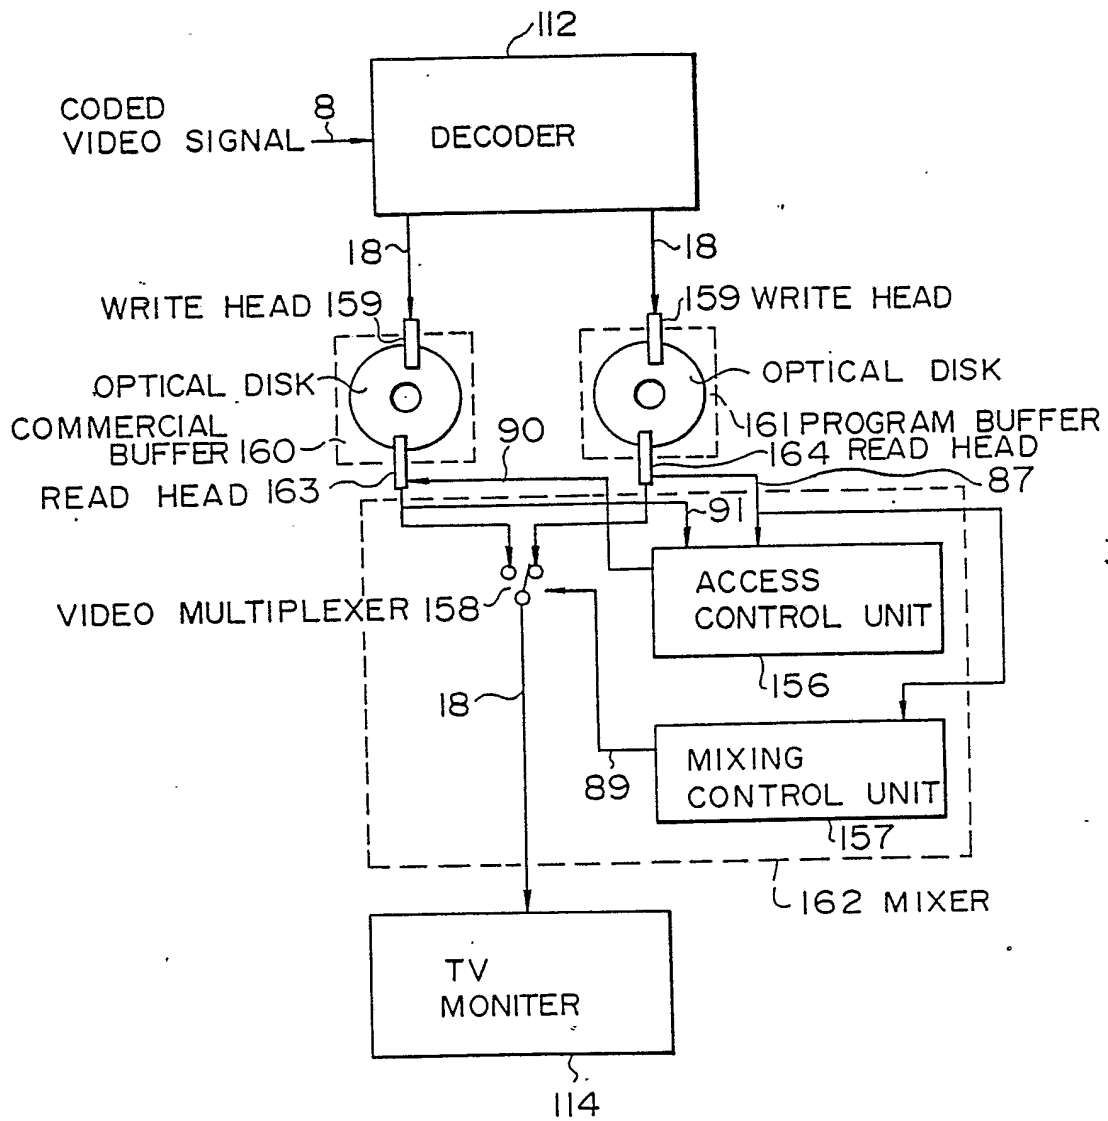 112
CODED
VIDEO SIGNAL
8
DECODER
18
18
WRITE HEAD 159
159 WRITE HEAD
OPTICAL DISK
OPTICAL DISK
COMMERCIAL
BUFFER 160
161 PROGRAM BUFFER
90
164 READ HEAD
READ HEAD 163
87
91
ACCESS
CONTROL UNIT
VIDEO MULTIPLEXER 158
156
18
MIXING
CONTROL UNIT
89
157
162 MIXER
TV
MONITER
114